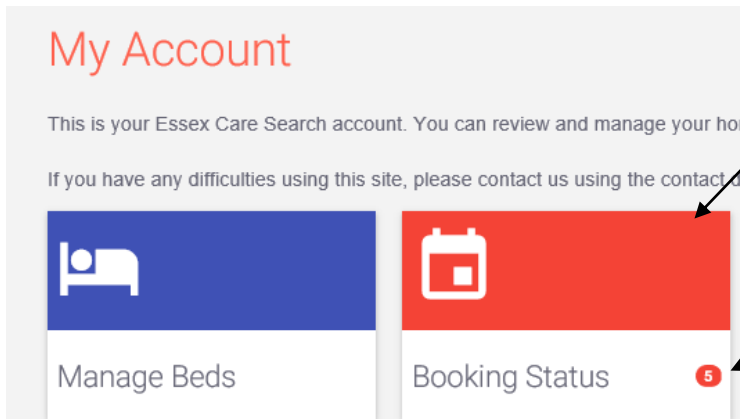 My Account
This is your Essex Care Search account. You can review and manage your
If you have any difficulties using this site, please contact us using the contact
Manage Beds
Booking Status 5